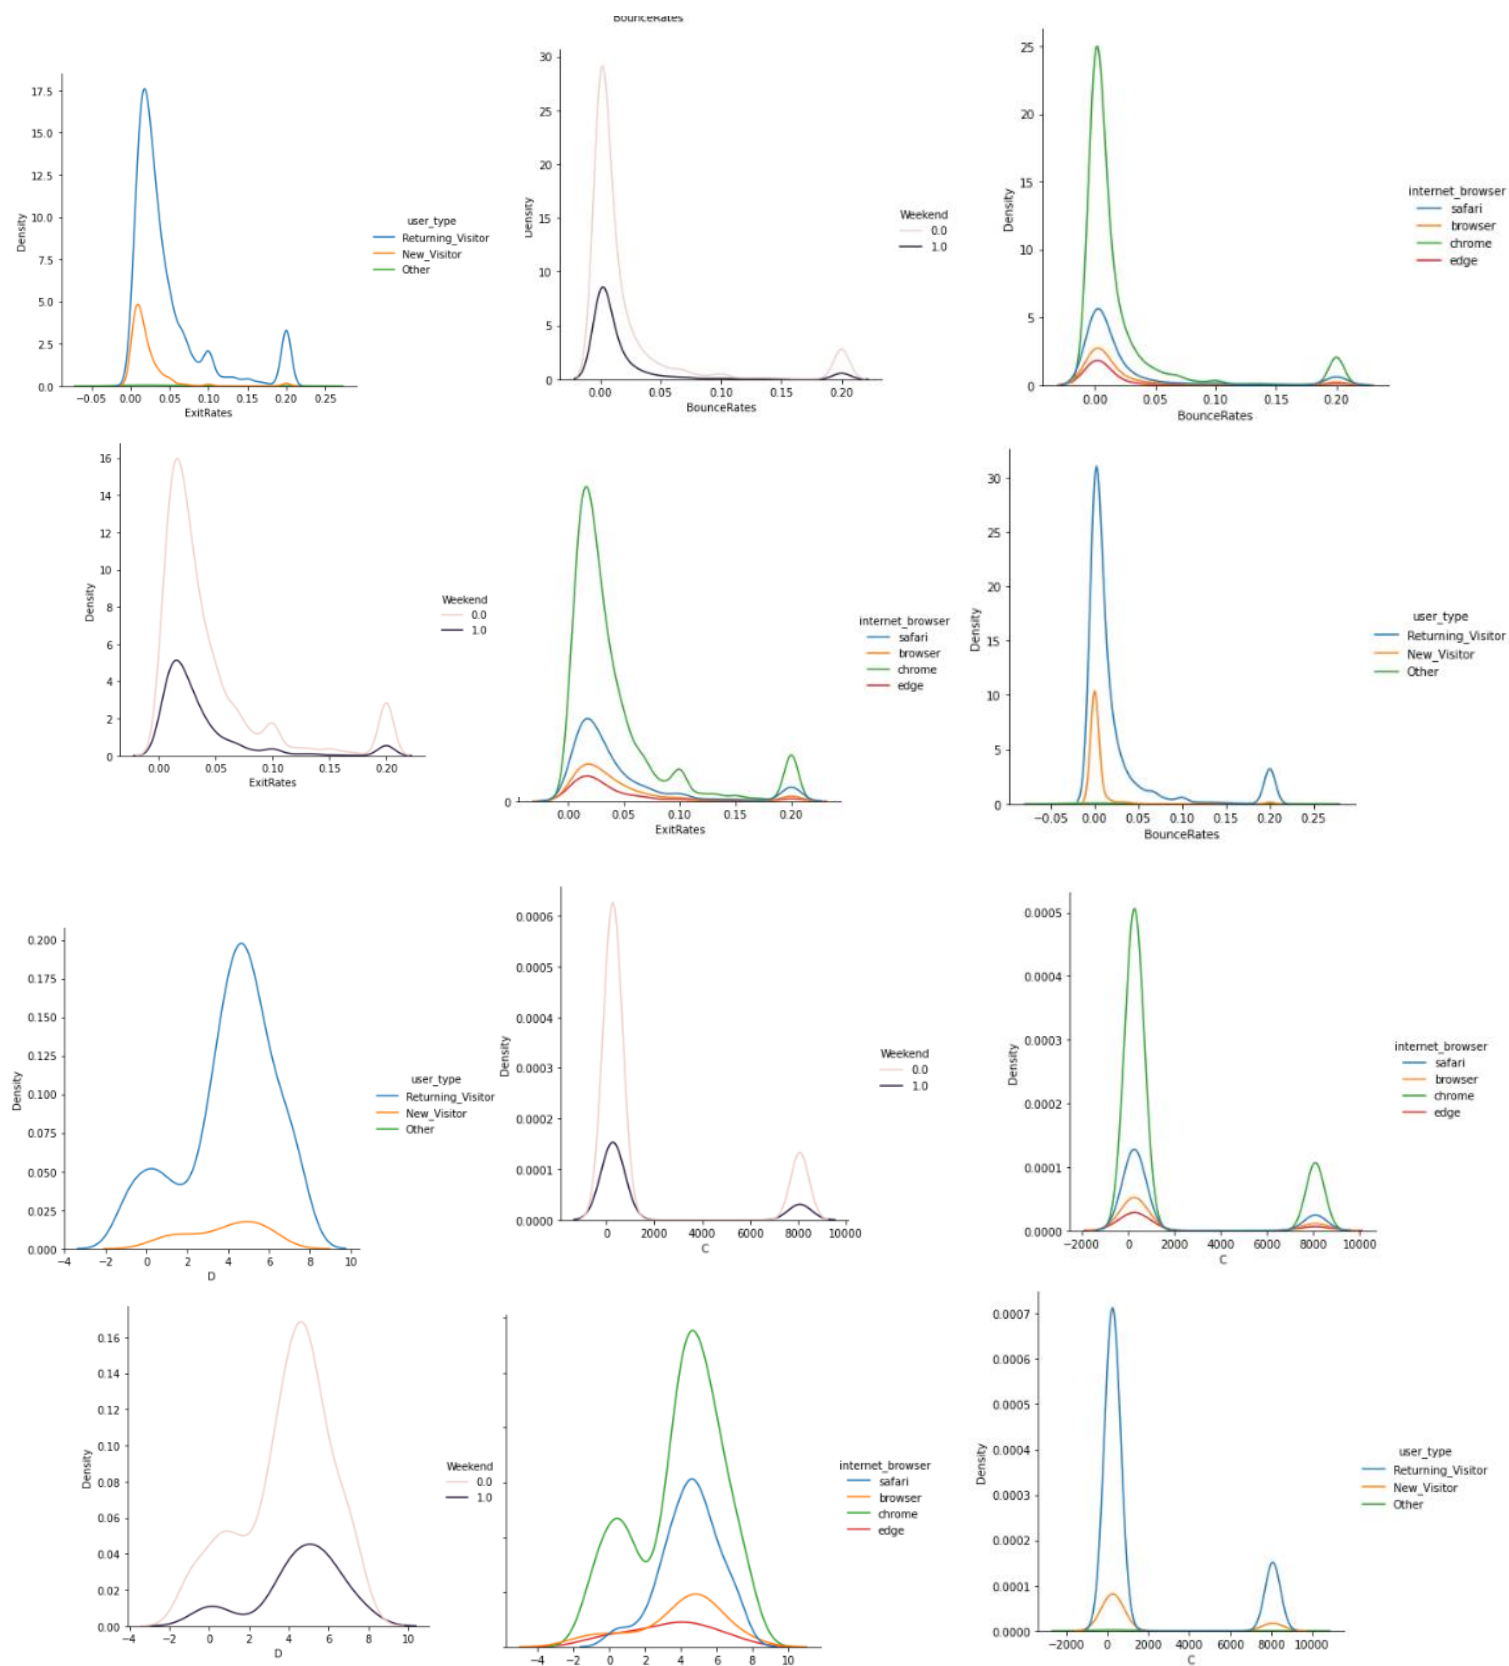 BounceRates
17.5
15.0
12.5
10.0
7.5
5.0
2.5
0.0
Density
−0.05 0.00 0.05 0.10 0.15 0.20 0.25
ExitRates
user_type
Returning_Visitor
New_Visitor
Other
30
25
20
15
10
5
0
Density
0.00 0.05 0.10 0.15 0.20
BounceRates
Weekend
0.0
1.0
25
20
15
10
5
0
Density
0.00 0.05 0.10 0.15 0.20
BounceRates
internet_browser
safari
browser
chrome
edge
16
14
12
10
8
6
4
2
0
Density
0.00 0.05 0.10 0.15 0.20
ExitRates
Weekend
0.0
1.0
0
0.00 0.05 0.10 0.15 0.20
ExitRates
internet_browser
safari
browser
chrome
edge
30
25
20
15
10
5
0
Density
−0.05 0.00 0.05 0.10 0.15 0.20 0.25
BounceRates
user_type
Returning_Visitor
New_Visitor
Other
0.200
0.175
0.150
0.125
0.100
0.075
0.050
0.025
0.000
Density
−4 −2 0 2 4 6 8 10
D
user_type
Returning_Visitor
New_Visitor
Other
0.0006
0.0005
0.0004
0.0003
0.0002
0.0001
0.0000
Density
0 2000 4000 6000 8000 10000
C
Weekend
0.0
1.0
0.0005
0.0004
0.0003
0.0002
0.0001
0.0000
Density
−2000 0 2000 4000 6000 8000 10000
C
internet_browser
safari
browser
chrome
edge
0.16
0.14
0.12
0.10
0.08
0.06
0.04
0.02
0.00
Density
−4 −2 0 2 4 6 8 10
D
Weekend
0.0
1.0
−4 −2 0 2 4 6 8 10
internet_browser
safari
browser
chrome
edge
0.0007
0.0006
0.0005
0.0004
0.0003
0.0002
0.0001
0.0000
Density
−2000 0 2000 4000 6000 8000 10000
C
user_type
Returning_Visitor
New_Visitor
Other